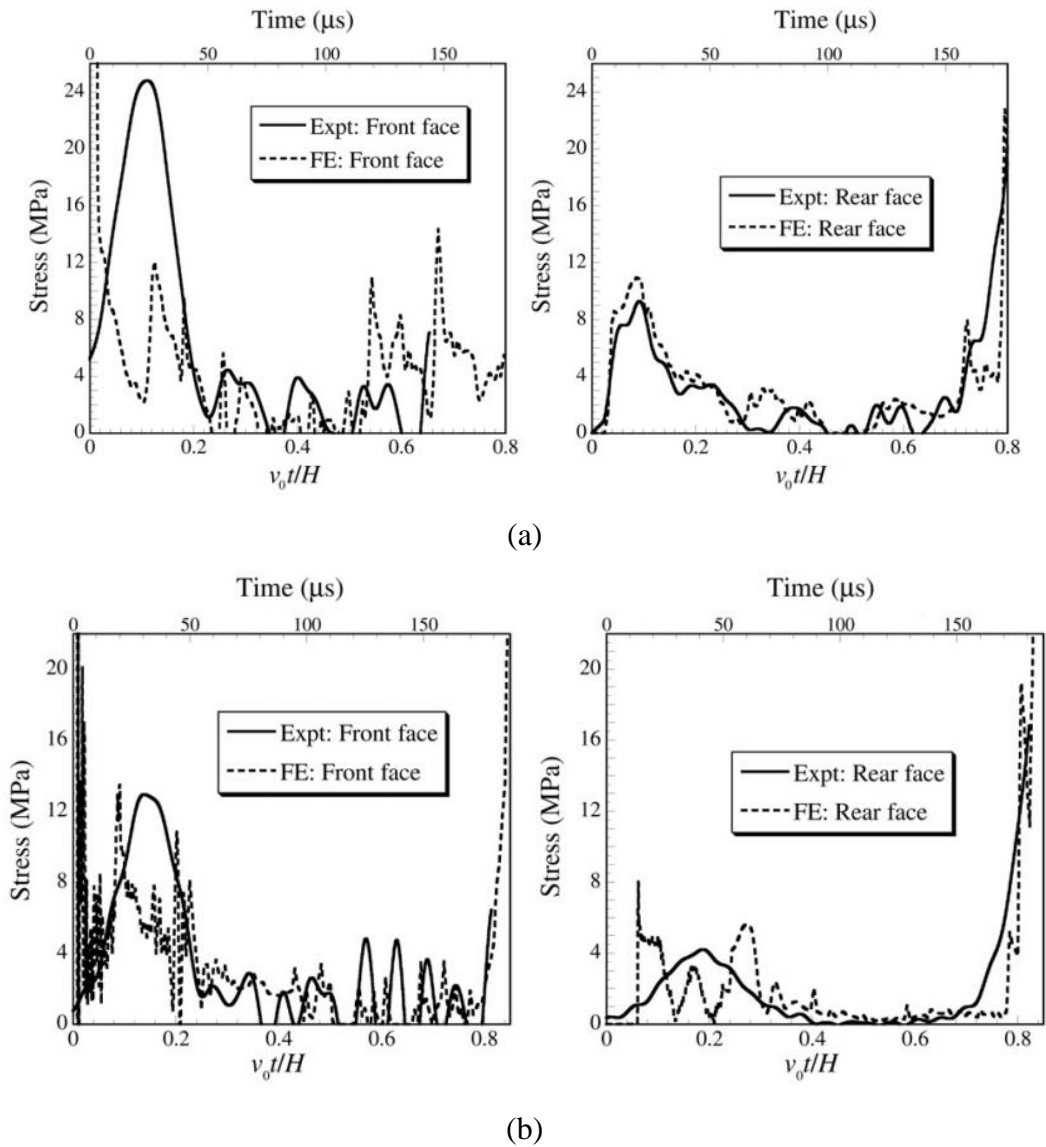 Time (μs)
0 50 100 150
24
20
16
12
8
4
0
Stress (MPa)
Expt: Front face
FE: Front face
0 0.2 0.4 0.6 0.8
v₀t/H
Time (μs)
0 50 100 150
24
20
16
12
8
4
0
Stress (MPa)
Expt: Rear face
FE: Rear face
0 0.2 0.4 0.6 0.8
v₀t/H
(a)
Time (μs)
0 50 100 150
20
16
12
8
4
0
Stress (MPa)
Expt: Front face
FE: Front face
0.0 0.2 0.4 0.6 0.8
v₀t/H
Time (μs)
0 50 100 150
20
16
12
8
4
0
Stress (MPa)
Expt: Rear face
FE: Rear face
0.0 0.2 0.4 0.6 0.8
v₀t/H
(b)